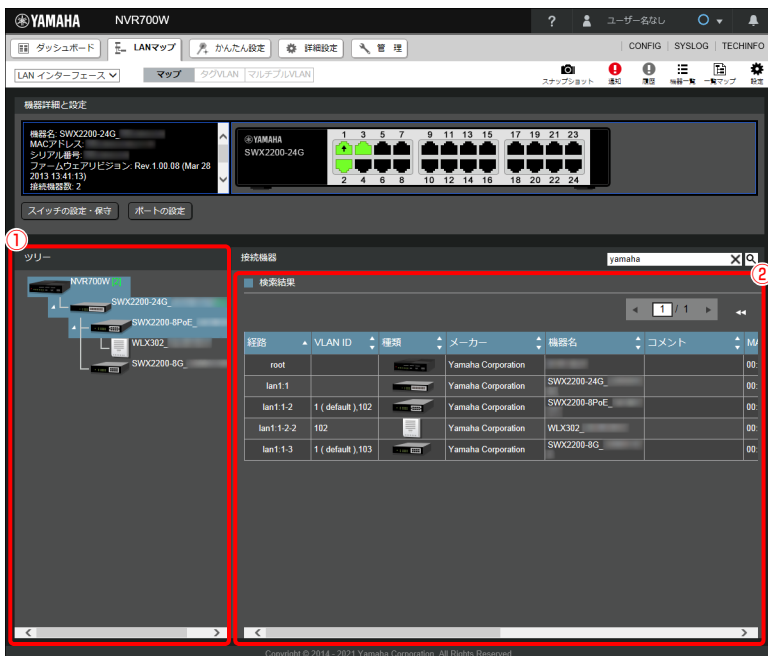 YAMAHA NVR700W ? ユーザー名なし
ダッシュボード LANマップ かんたん設定 詳細設定 管 理 CONFIG SYSLOG TECHINFO
LAN インターフェース マップ タグVLAN マルチプルVLAN スナップショット 通知 履歴 機器一覧 一覧マップ 設定
機器詳細と設定
機器名: SWX2200-24G_
MACアドレス:
シリアル番号:
ファームウェアリビジョン: Rev.1.00.08 (Mar 28
2013 13:41:13)
接続機器数: 2
YAMAHA
SWX2200-24G
1 3 5 7 9 11 13 15 17 19 21 23
2 4 6 8 10 12 14 16 18 20 22 24
スイッチの設定・保守 ポートの設定
①
ツリー
NVR700W [2]
SWX2200-24G_
SWX2200-8PoE_
WLX302_
SWX2200-8G_
接続機器 yamaha X
②
検索結果
1 / 1
経路 VLAN ID 種類 メーカー 機器名 コメント MA
root Yamaha Corporation
lan1:1 Yamaha Corporation SWX2200-24G_ 00:
lan1:1-2 1 ( default ),102 Yamaha Corporation SWX2200-8PoE_ 00:
lan1:1-2-2 102 Yamaha Corporation WLX302_ 00:
lan1:1-3 1 ( default ),103 Yamaha Corporation SWX2200-8G_ 00:
Copyright © 2014 - 2021 Yamaha Corporation. All Rights Reserved.